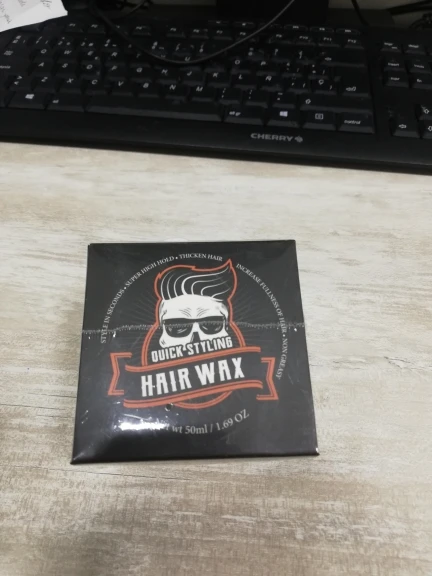 CHERRY
STYLE IN SECONDS • SUPER HIGH HOLD • THICKEN HAIR
INCREASE FULLNESS OF HAIR • NON GREASY
QUICK STYLING
HAIR WAX
wt 50ml / 1.69 OZ